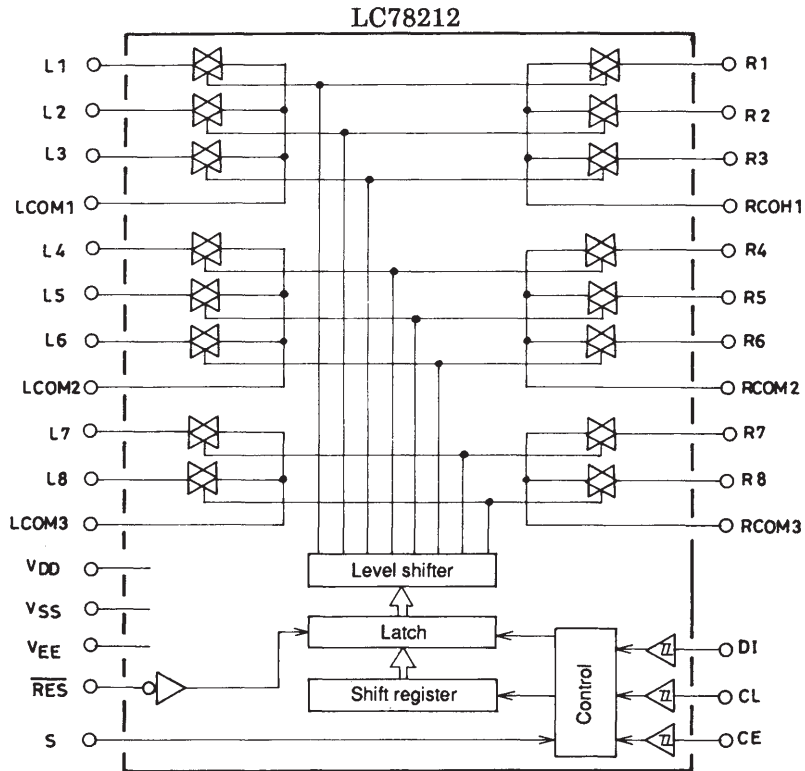 LC78212
L1
R1
L2
R2
L3
R3
LCOM1
RCOH1
L4
R4
L5
R5
L6
R6
LCOM2
RCOM2
L7
R7
L8
R8
LCOM3
RCOM3
VDD
Level shifter
VSS
Latch
VEE
DI
RES
Shift register
Control
CL
S
CE